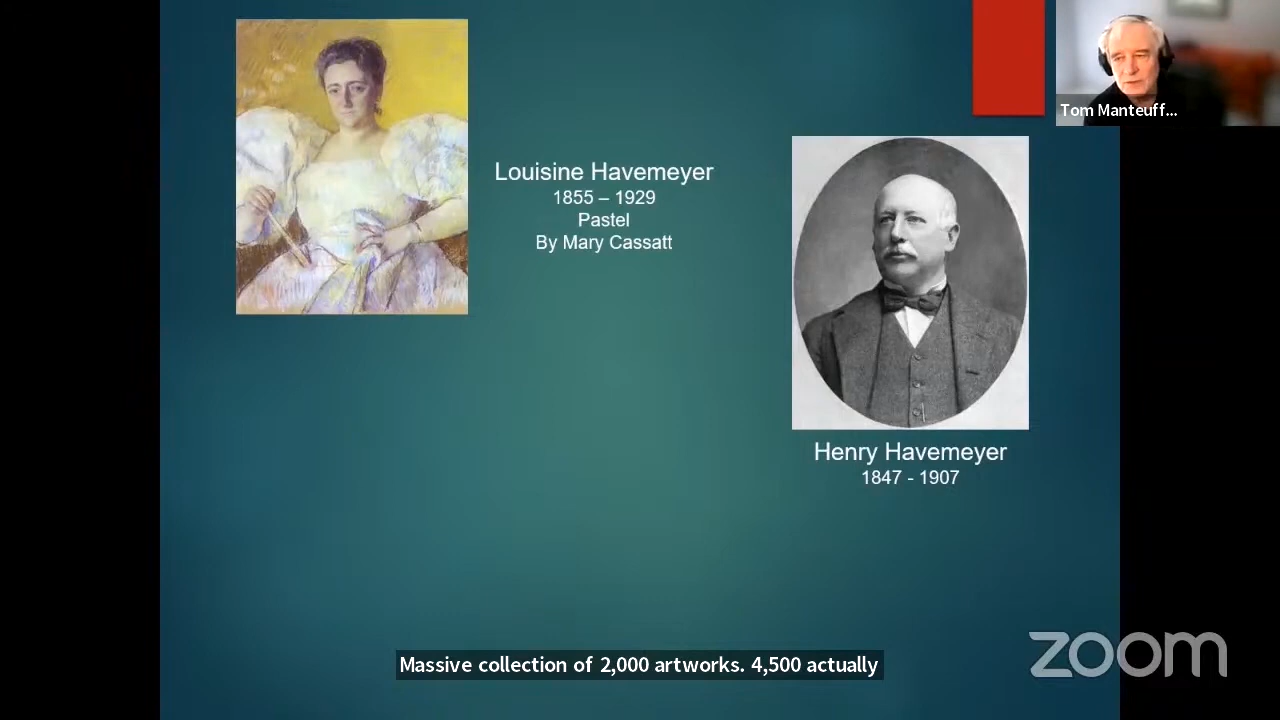 Tom Manteuff...
Louisine Havemeyer
1855 – 1929
Pastel
By Mary Cassatt
Henry Havemeyer
1847 - 1907
Massive collection of 2,000 artworks. 4,500 actually
zoom